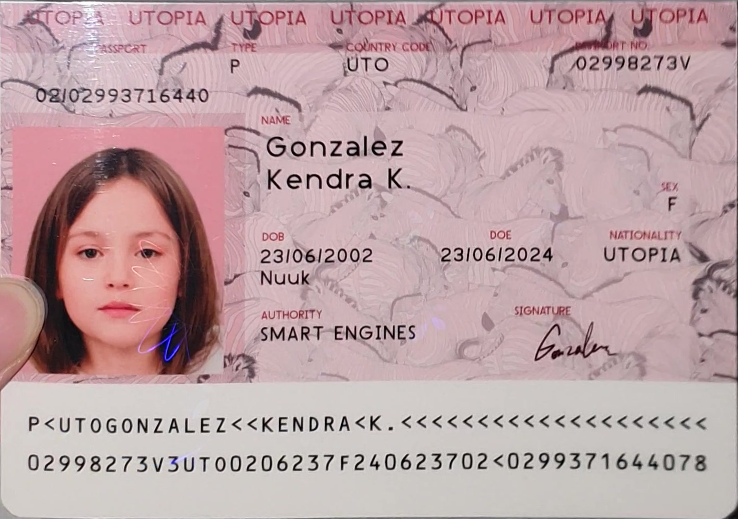 UTOPIA UTOPIA UTOPIA UTOPIA UTOPIA UTOPIA UTOPIA
PASSPORT TYPE COUNTRY CODE PASSPORT NO.
P UTO 02998273V
02/02993716440
NAME
Gonzalez
Kendra K.
SEX
F
DOB DOE NATIONALITY
23/06/2002 23/06/2024 UTOPIA
Nuuk
AUTHORITY SIGNATURE
SMART ENGINES
Gonzalez
P<UTOGONZALEZ<<KENDRA<K.<<<<<<<<<<<<<<<<<<<<
02998273V3UTO0206237F240623702<0299371644078